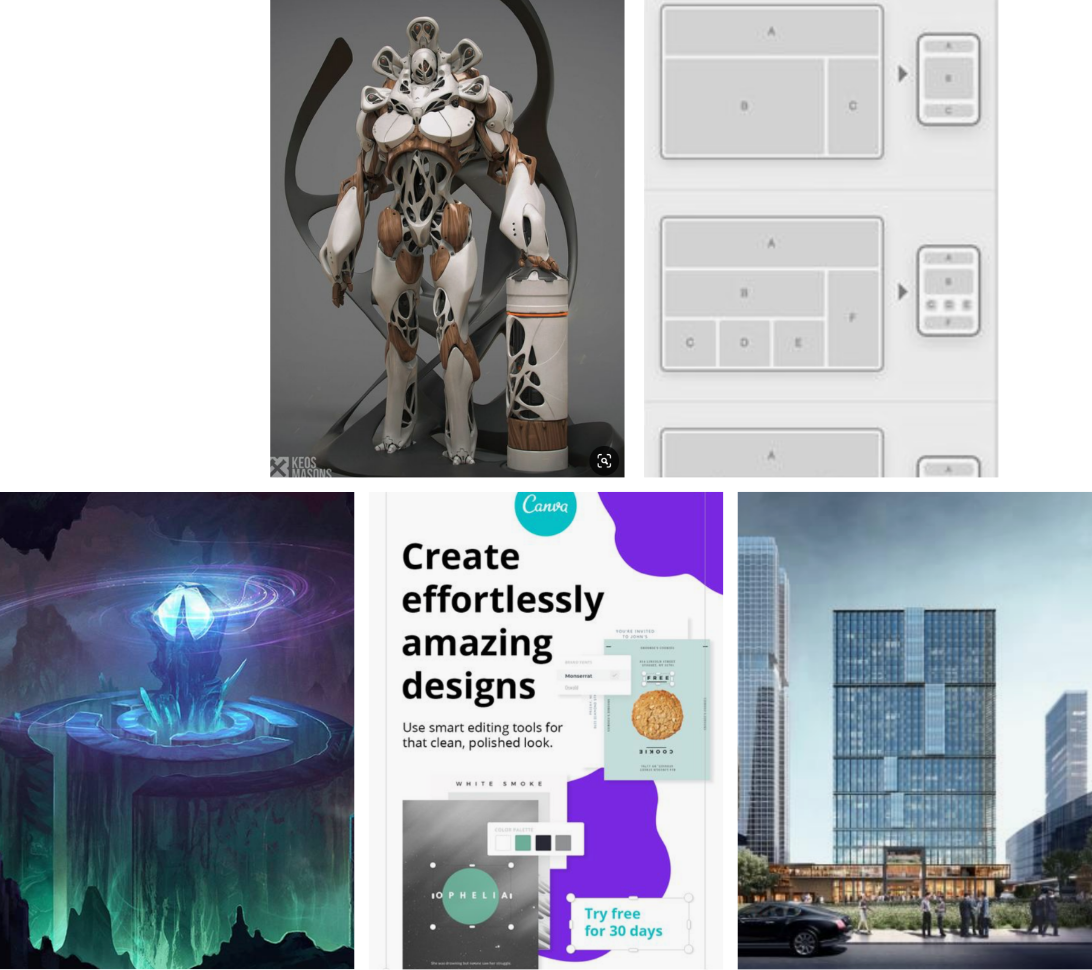 A
B
C
A
B
C
A
B
F
C
D
E
A
B
C D E
F
A
A
KEOS
MASONS
Canva
Create
effortlessly
amazing
designs
Use smart editing tools for
that clean, polished look.
YOU'RE INVITED
TO JOHN'S
Montserrat
FREE
COOKIE
WHITE SMOKE
COLOR PALETTE
OPHELIA
Try free
for 30 days